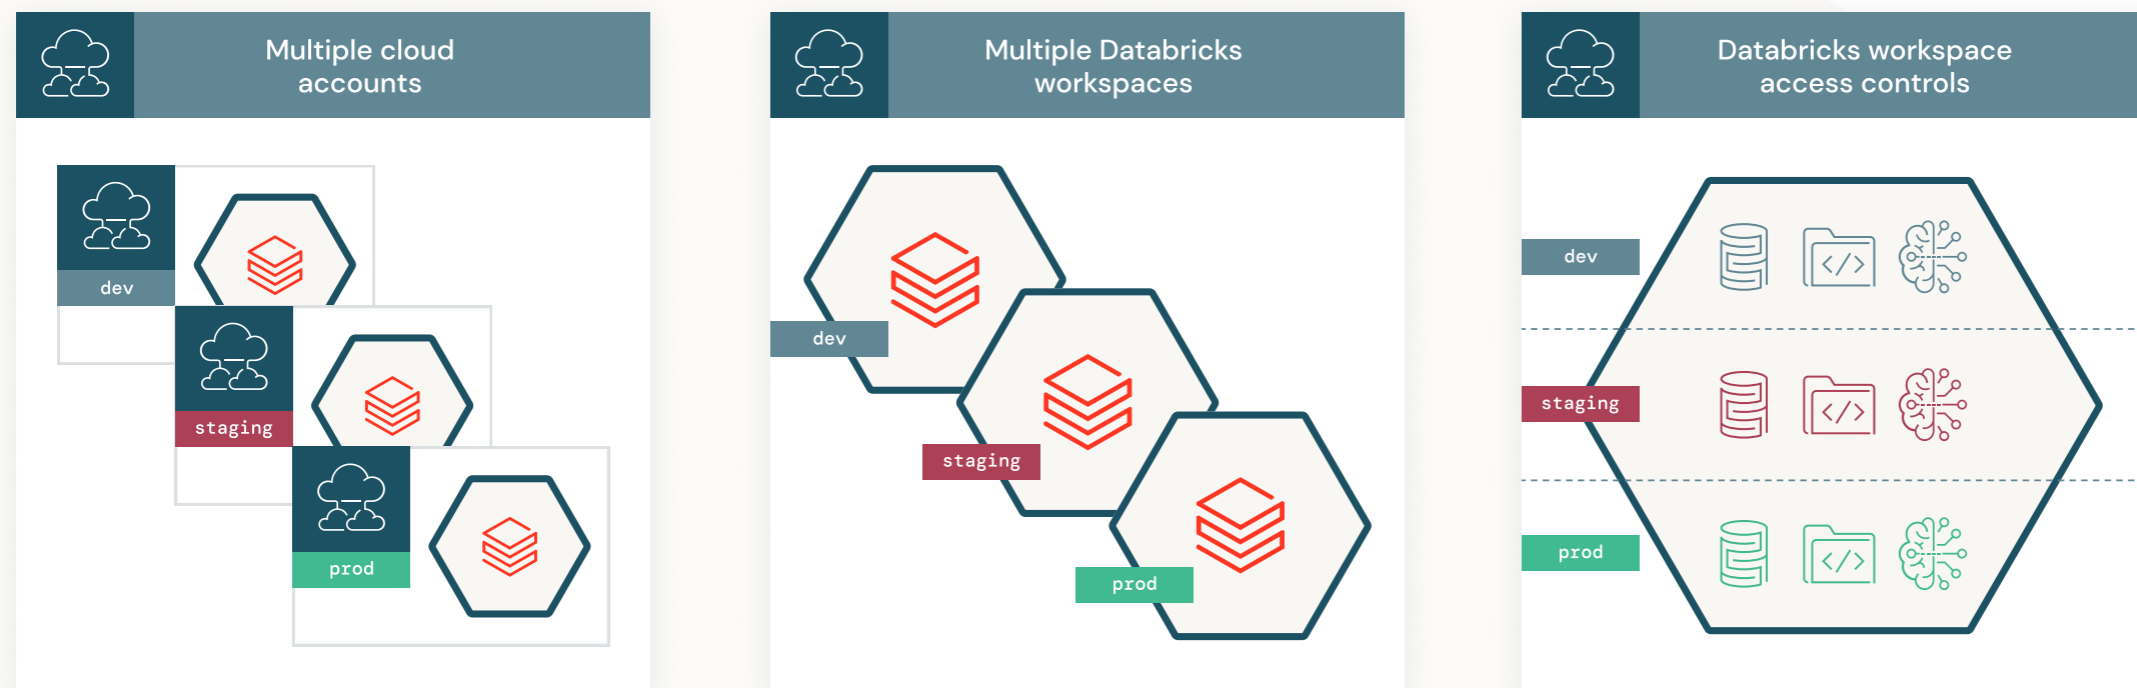 Multiple cloud
accounts
dev
staging
prod
Multiple Databricks
workspaces
dev
staging
prod
Databricks workspace
access controls
dev
</>
staging
</>
prod
</>